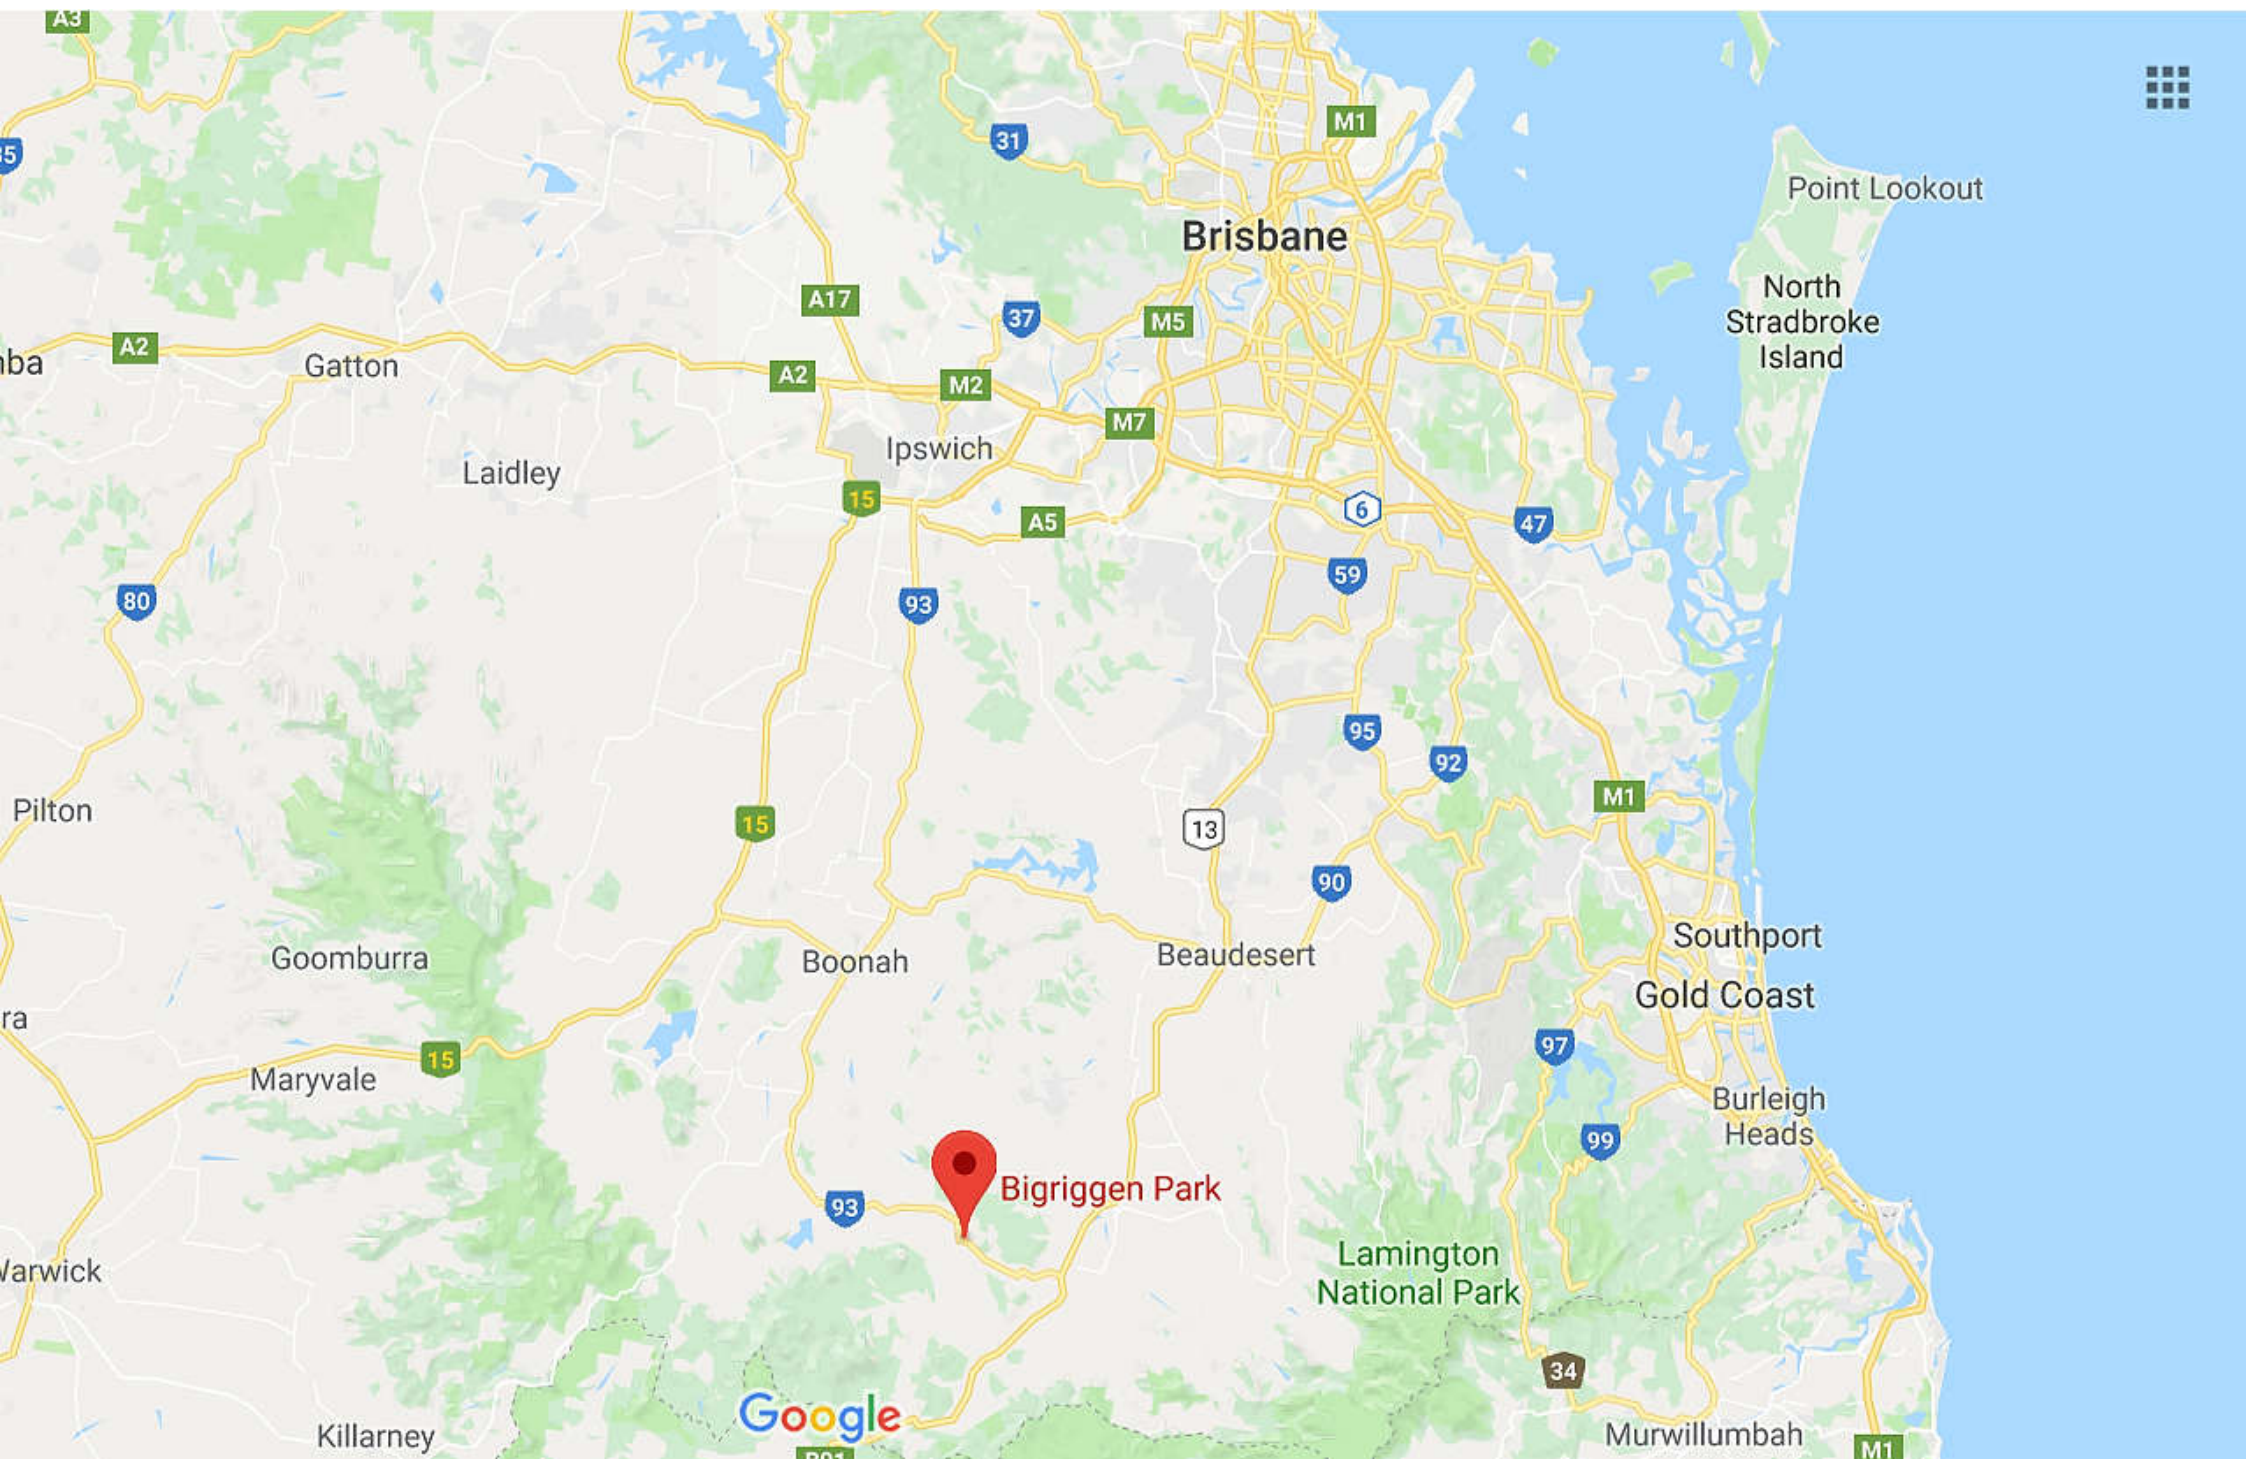 A3
M1
31
35
Point Lookout
Brisbane
North
Stradbroke
Island
A17
37
M5
A2
ba
Gatton
A2
M2
M7
Ipswich
Laidley
15
A5
6
47
59
80
93
95
92
M1
Pilton
15
13
90
Southport
Goomburra
Boonah
Beaudesert
Gold Coast
ra
97
15
Maryvale
Burleigh
Heads
99
Bigriggen Park
93
Lamington
National Park
Warwick
34
Google
Killarney
Murwillumbah
M1